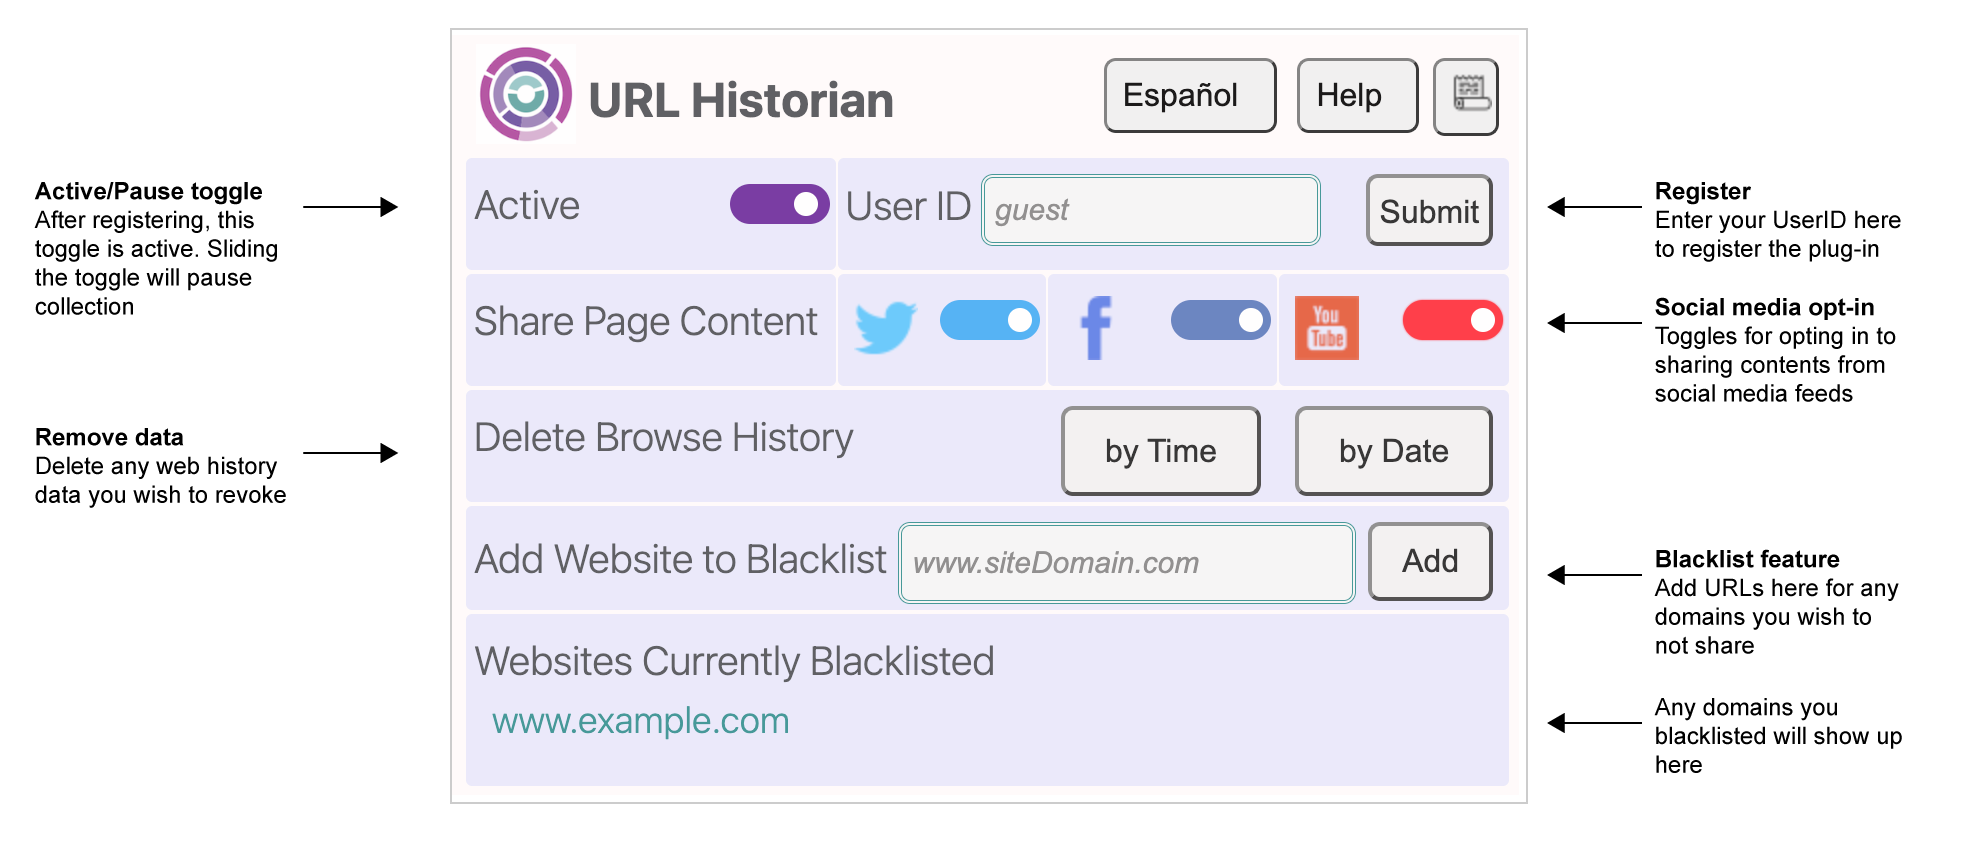 URL Historian
Español
Help
Active/Pause toggle
After registering, this
toggle is active. Sliding
the toggle will pause
collection
Active
User ID
guest
Submit
Register
Enter your UserID here
to register the plug-in
Share Page Content
You
Tube
Social media opt-in
Toggles for opting in to
sharing contents from
social media feeds
Remove data
Delete any web history
data you wish to revoke
Delete Browse History
by Time
by Date
Add Website to Blacklist
www.siteDomain.com
Add
Blacklist feature
Add URLs here for any
domains you wish to
not share
Websites Currently Blacklisted
www.example.com
Any domains you
blacklisted will show up
here